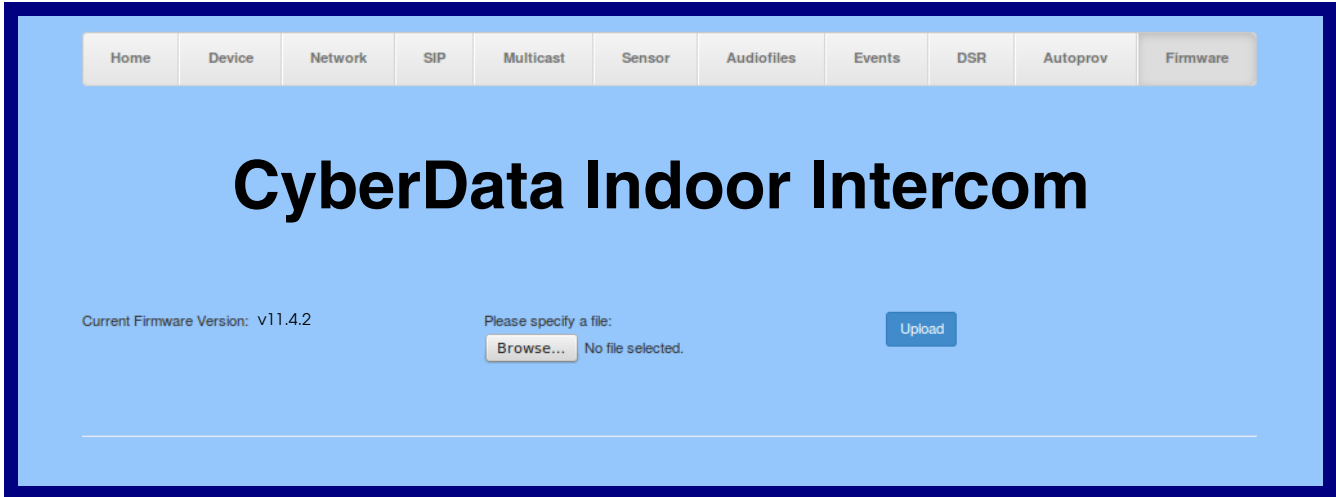 Home Device Network SIP Multicast Sensor Audiofiles Events DSR Autoprov Firmware
CyberData Indoor Intercom
Current Firmware Version: v11.4.2
Please specify a file:
Browse... No file selected.
Upload